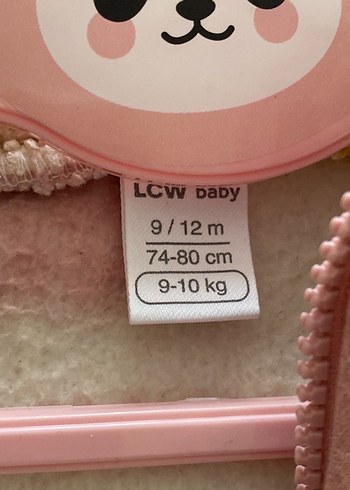 LCW baby
9 / 12 m
74-80 cm
9-10 kg